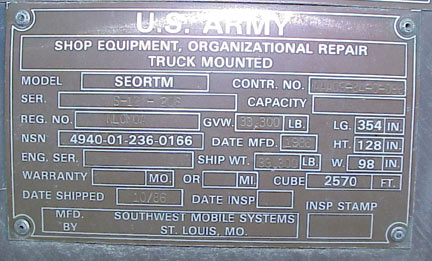 U.S. ARMY
SHOP EQUIPMENT, ORGANIZATIONAL REPAIR
TRUCK MOUNTED
MODEL SEORTM CONTR. NO.
SER. CAPACITY
REG. NO. GVW. 33,800 LB. LG. 354 IN.
NSN 4940-01-236-0166 DATE MFD. HT. 128 IN.
ENG. SER. SHIP WT. LB. W. 98 IN.
WARRANTY MO OR MI CUBE 2570 FT.
DATE SHIPPED 10/86 DATE INSP INSP STAMP
MFD. BY SOUTHWEST MOBILE SYSTEMS
ST. LOUIS, MO.